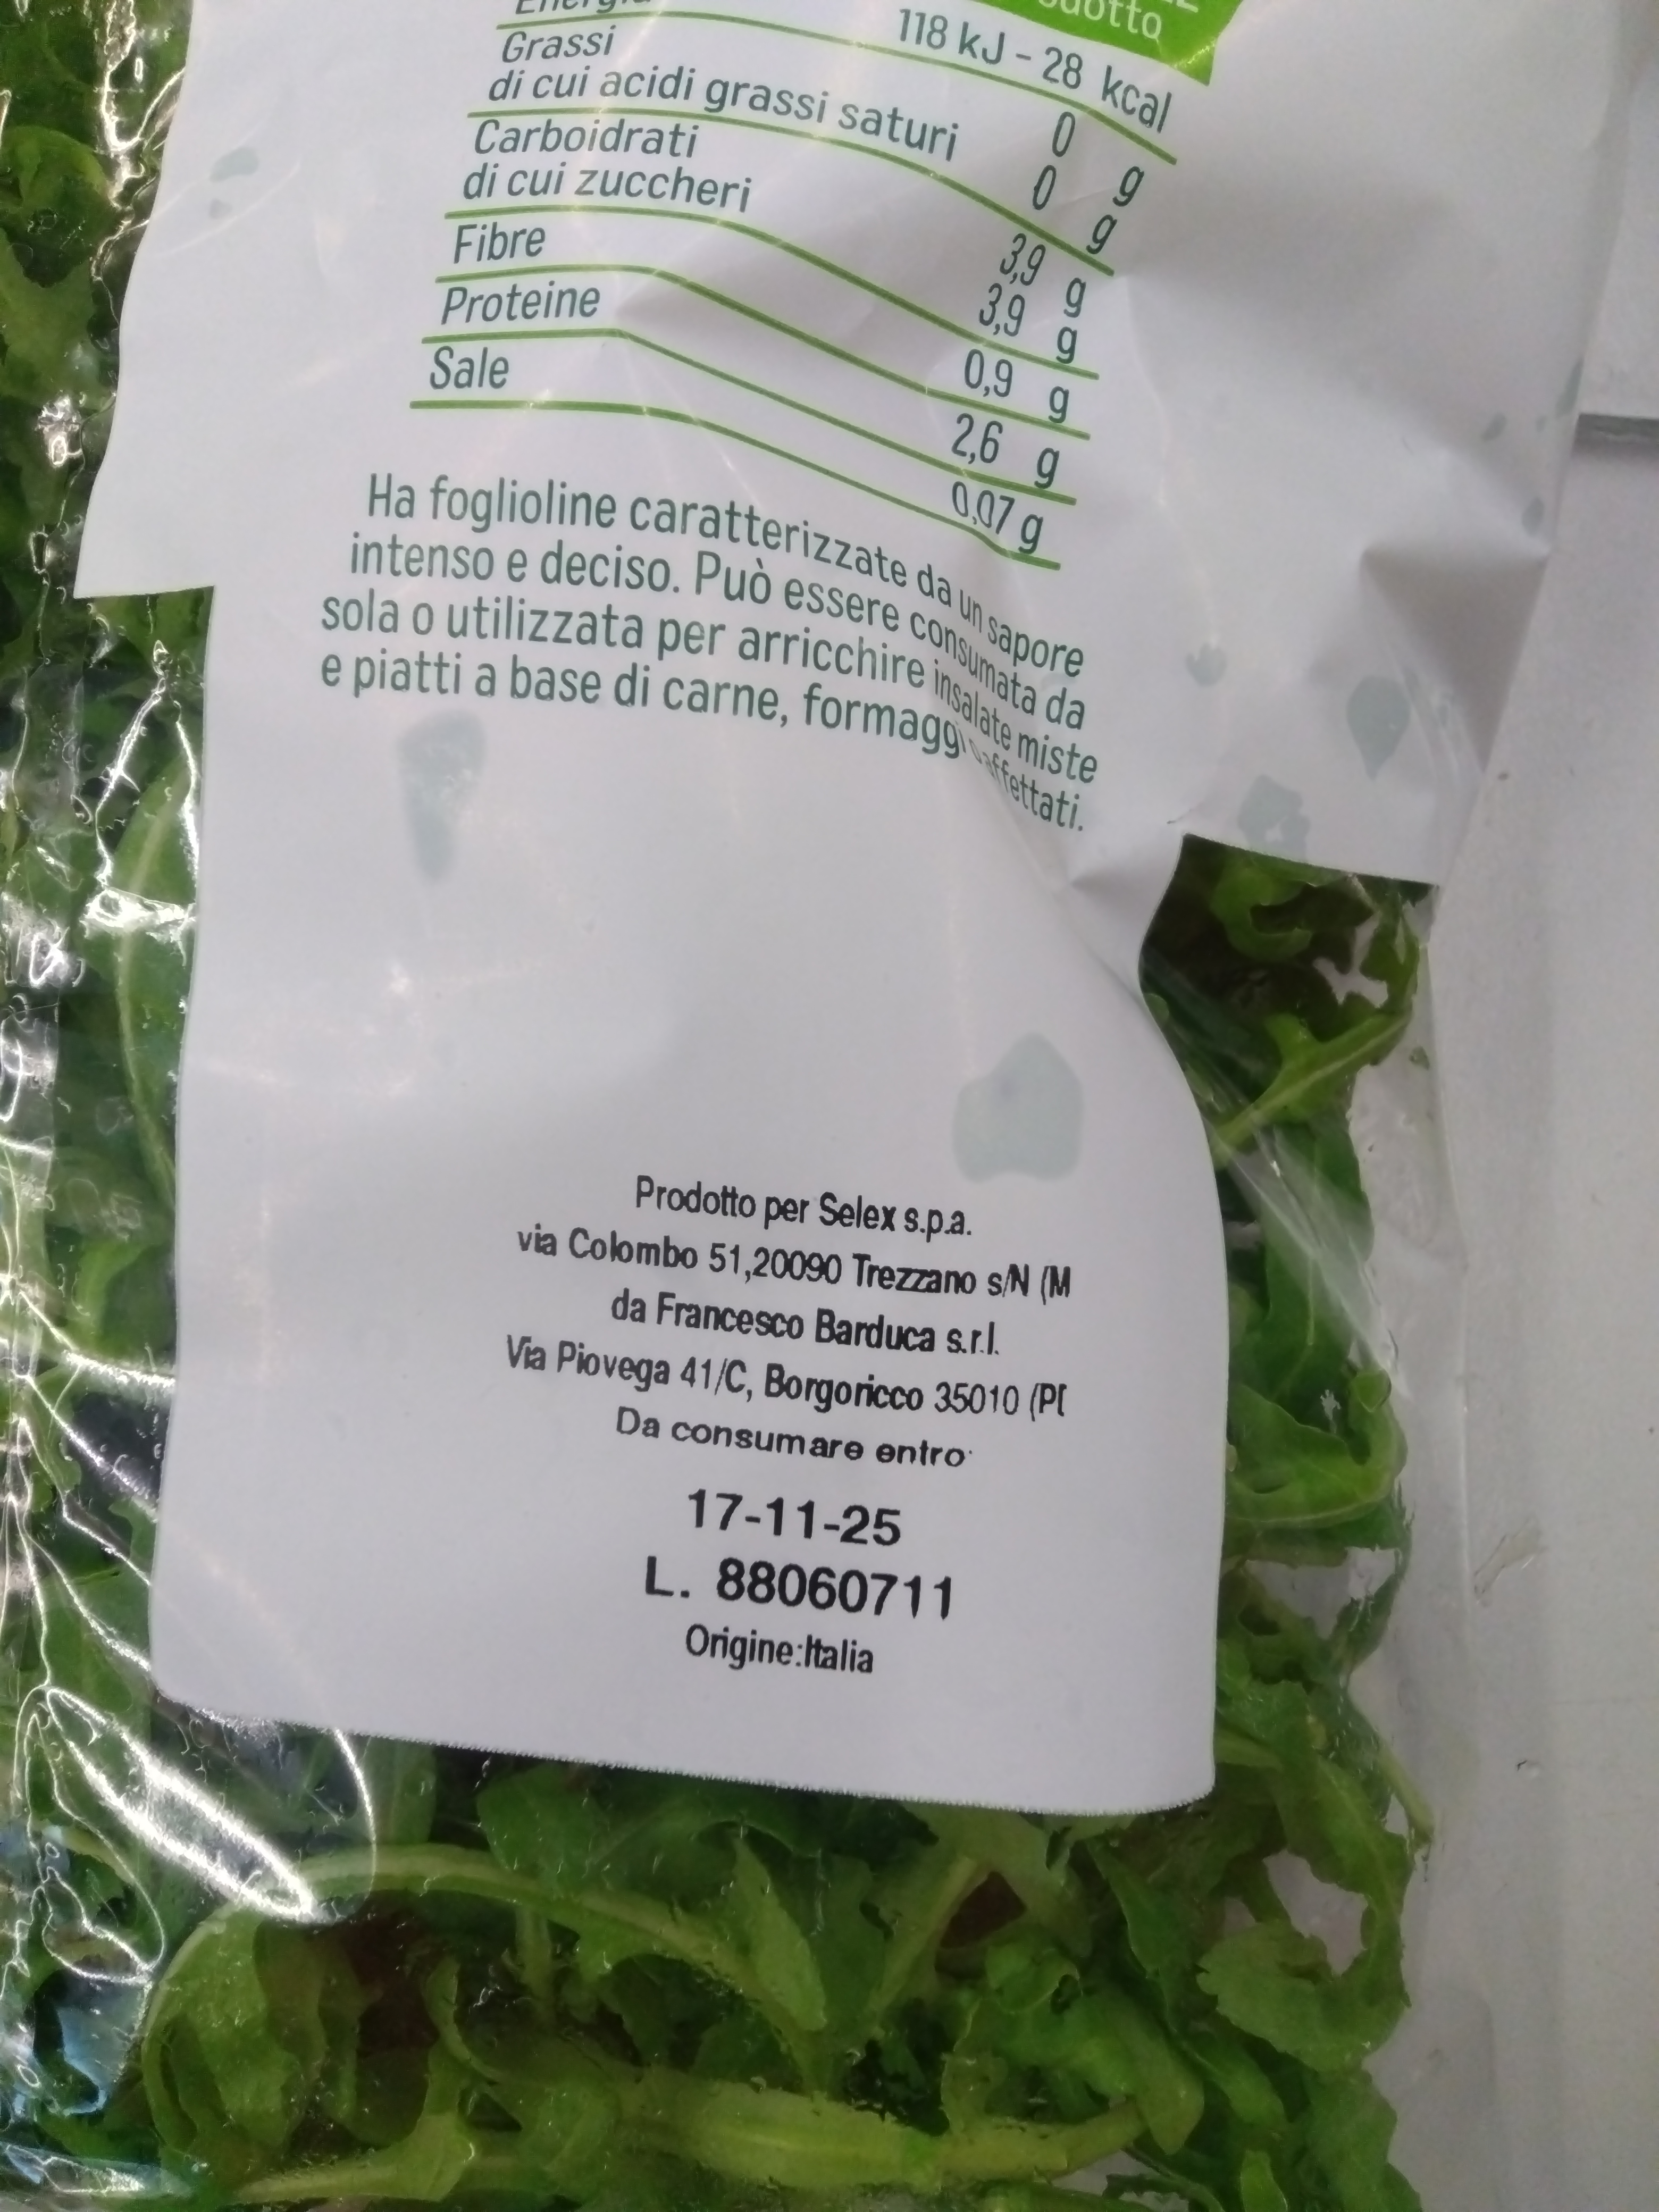 odotto
Energia 118 kJ - 28 kcal
Grassi 0 g
di cui acidi grassi saturi 0 g
Carboidrati 3,9 g
di cui zuccheri 3,9 g
Fibre 0,9 g
Proteine 2,6 g
Sale 0,07 g
Ha foglioline caratterizzate da un sapore
intenso e deciso. Può essere consumata da
sola o utilizzata per arricchire insalate miste
e piatti a base di carne, formaggi o affettati.
Prodotto per Selex s.p.a.
via Colombo 51,20090 Trezzano s/N (M
da Francesco Barduca s.r.l.
Via Piovega 41/C, Borgoricco 35010 (P
Da consumare entro
17-11-25
L. 88060711
Origine:Italia